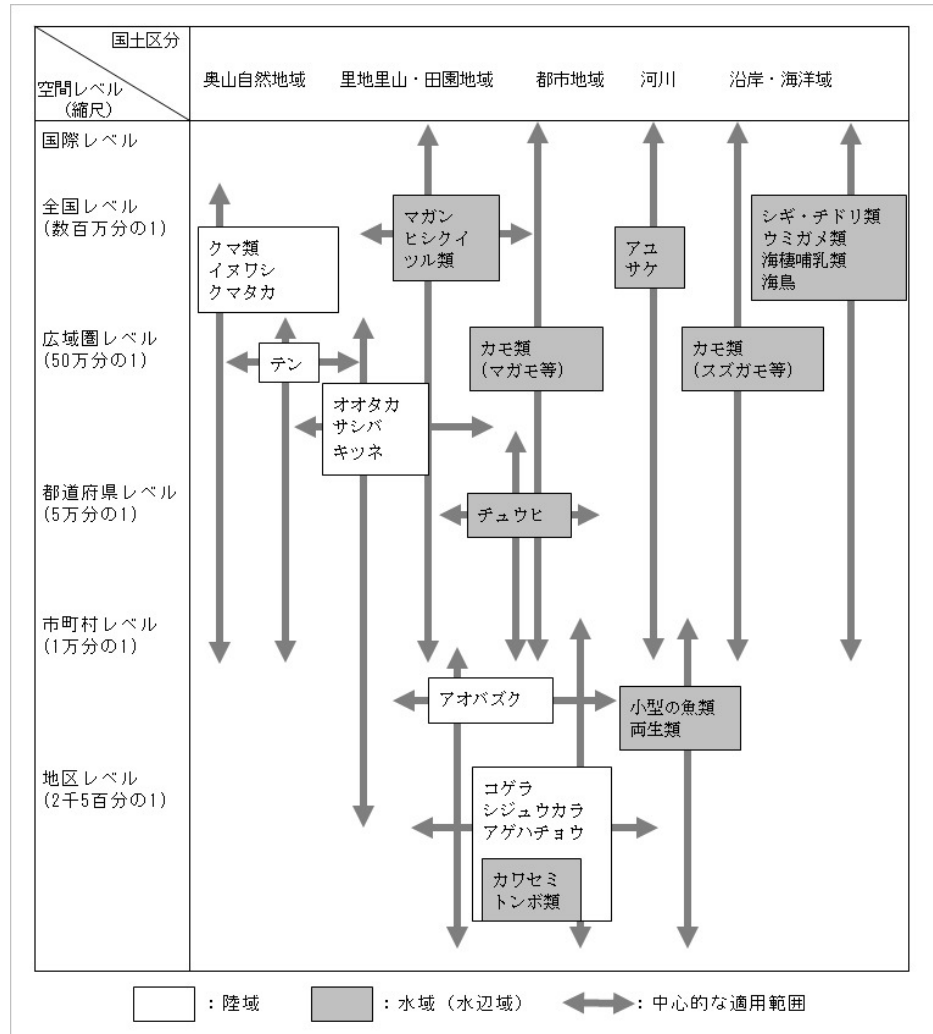 国土区分
空間レベル
(縮尺)
奥山自然地域
里地里山・田園地域
都市地域
河川
沿岸・海洋域
国際レベル
全国レベル
(数百万分の1)
クマ類
イヌワシ
クマタカ
マガン
ヒシクイ
ツル類
アユ
サケ
シギ・チドリ類
ウミガメ類
海棲哺乳類
海鳥
広域圏レベル
(50万分の1)
テン
カモ類
(マガモ等)
カモ類
(スズガモ等)
オオタカ
サシバ
キツネ
都道府県レベル
(5万分の1)
チュウヒ
市町村レベル
(1万分の1)
アオバズク
小型の魚類
両生類
地区レベル
(2千5百分の1)
コゲラ
シジュウカラ
アゲハチョウ
カワセミ
トンボ類
:陸域
:水域(水辺域)
:中心的な適用範囲